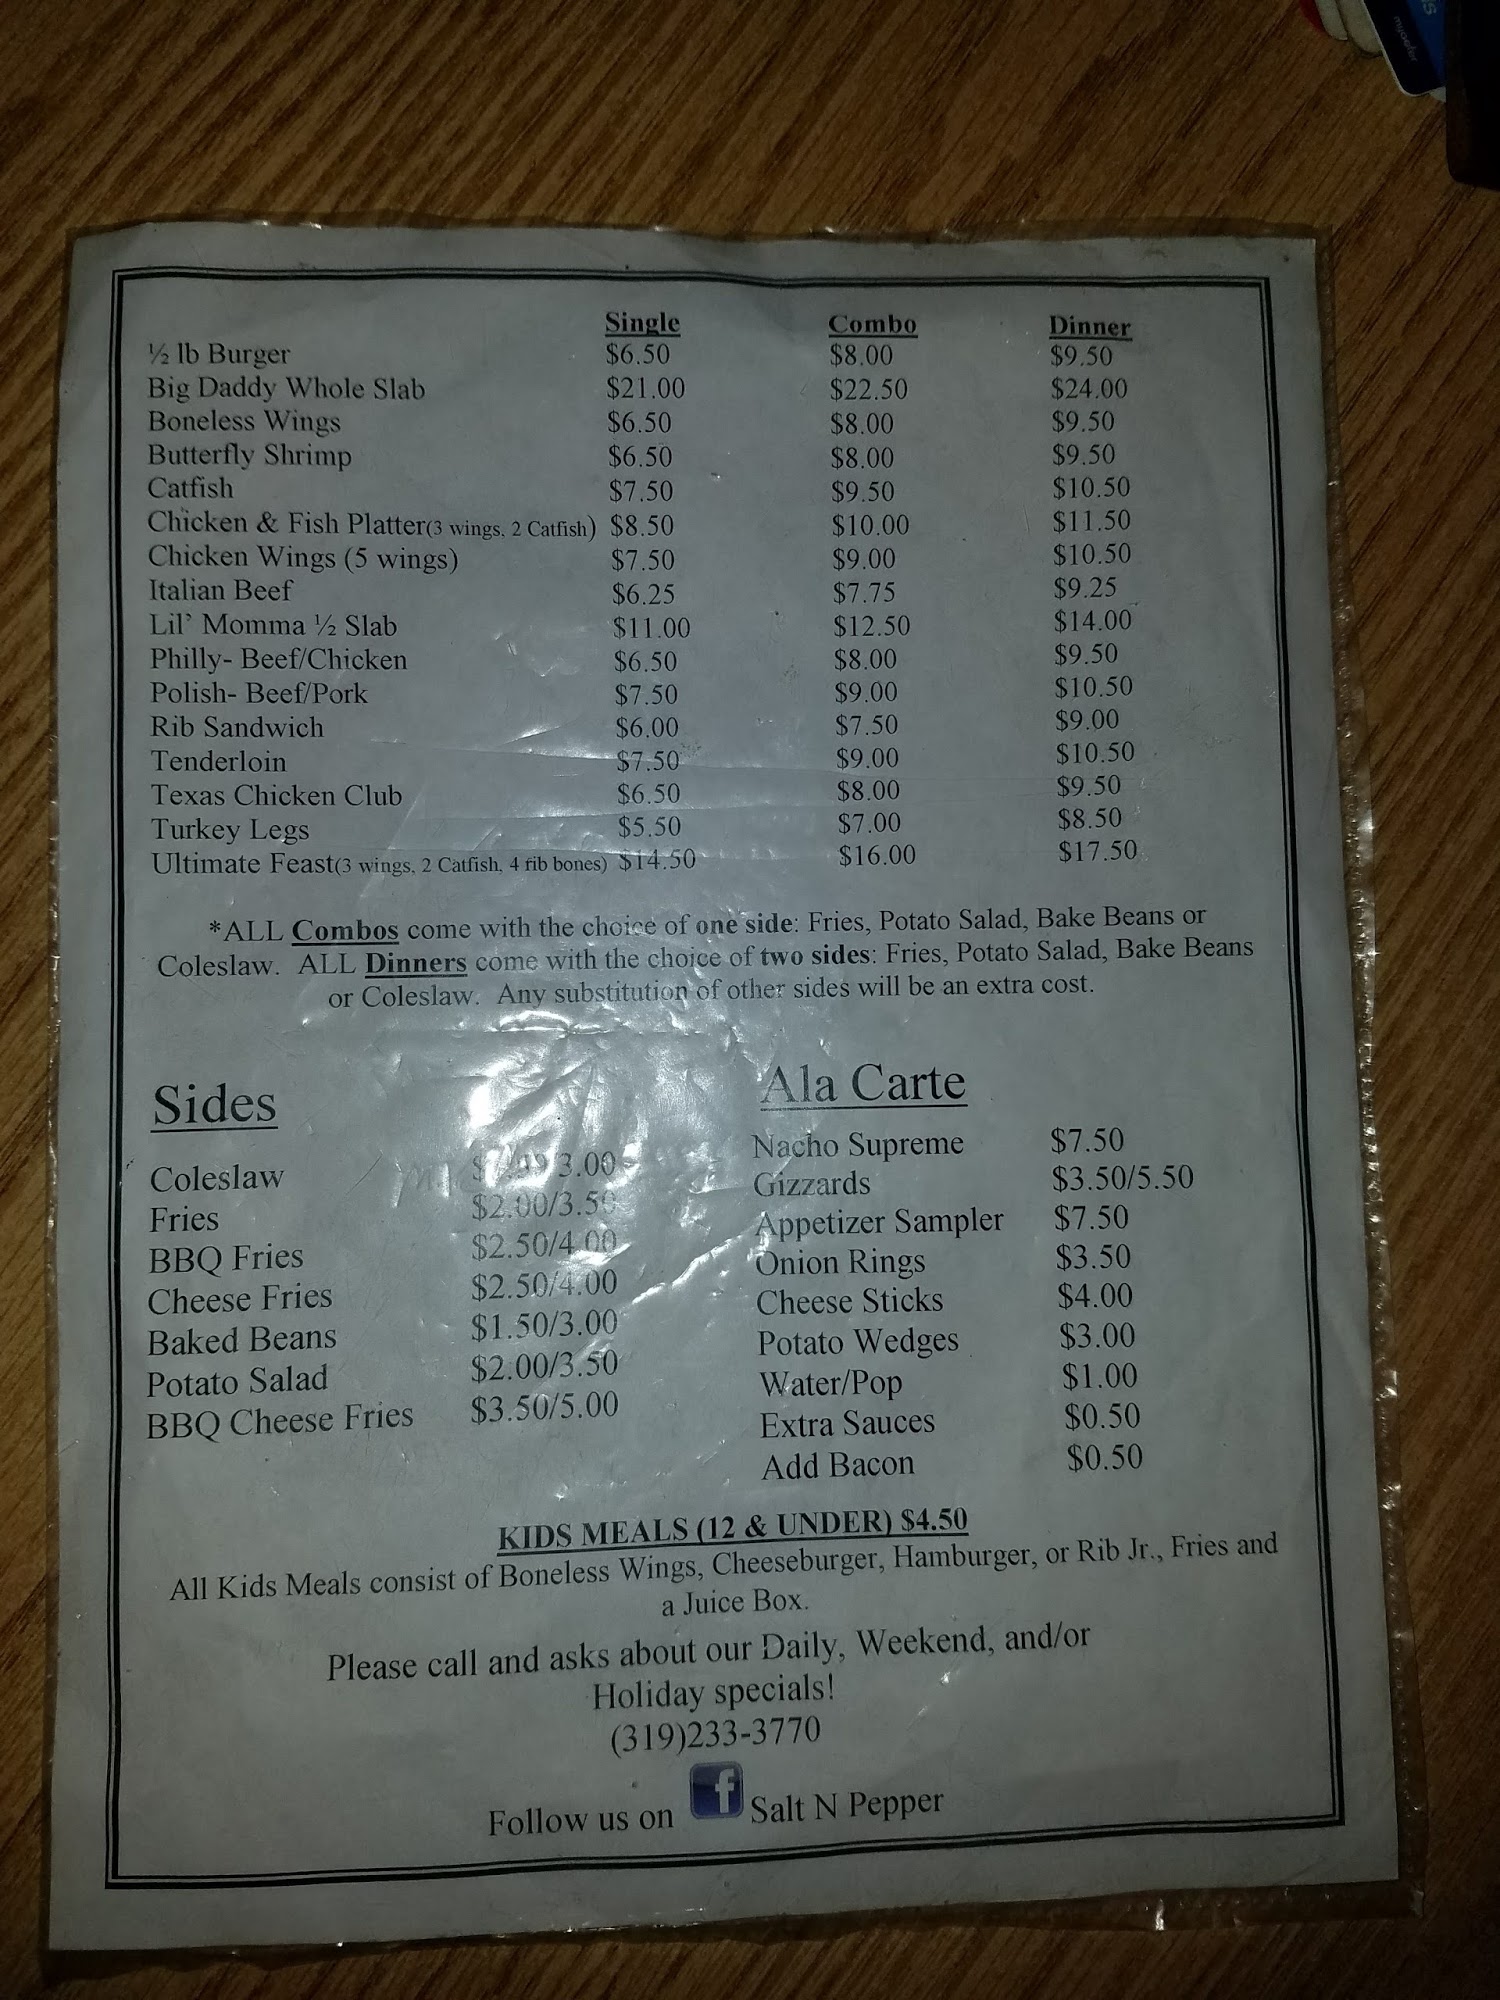 Single Combo Dinner
½ lb Burger $6.50 $8.00 $9.50
Big Daddy Whole Slab $21.00 $22.50 $24.00
Boneless Wings $6.50 $8.00 $9.50
Butterfly Shrimp $6.50 $8.00 $9.50
Catfish $7.50 $9.50 $10.50
Chicken & Fish Platter(3 wings, 2 Catfish) $8.50 $10.00 $11.50
Chicken Wings (5 wings) $7.50 $9.00 $10.50
Italian Beef $6.25 $7.75 $9.25
Lil' Momma ½ Slab $11.00 $12.50 $14.00
Philly- Beef/Chicken $6.50 $8.00 $9.50
Polish- Beef/Pork $7.50 $9.00 $10.50
Rib Sandwich $6.00 $7.50 $9.00
Tenderloin $7.50 $9.00 $10.50
Texas Chicken Club $6.50 $8.00 $9.50
Turkey Legs $5.50 $7.00 $8.50
Ultimate Feast(3 wings, 2 Catfish, 4 rib bones) $14.50 $16.00 $17.50
*ALL Combos come with the choice of one side: Fries, Potato Salad, Bake Beans or
Coleslaw. ALL Dinners come with the choice of two sides: Fries, Potato Salad, Bake Beans
or Coleslaw. Any substitution of other sides will be an extra cost.
Sides
Coleslaw 3.00
Fries $2.00/3.50
BBQ Fries $2.50/4.00
Cheese Fries $2.50/4.00
Baked Beans $1.50/3.00
Potato Salad $2.00/3.50
BBQ Cheese Fries $3.50/5.00
Ala Carte
Nacho Supreme $7.50
Gizzards $3.50/5.50
Appetizer Sampler $7.50
Onion Rings $3.50
Cheese Sticks $4.00
Potato Wedges $3.00
Water/Pop $1.00
Extra Sauces $0.50
Add Bacon $0.50
KIDS MEALS (12 & UNDER) $4.50
All Kids Meals consist of Boneless Wings, Cheeseburger, Hamburger, or Rib Jr., Fries and
a Juice Box.
Please call and asks about our Daily, Weekend, and/or
Holiday specials!
(319)233-3770
Follow us on f Salt N Pepper